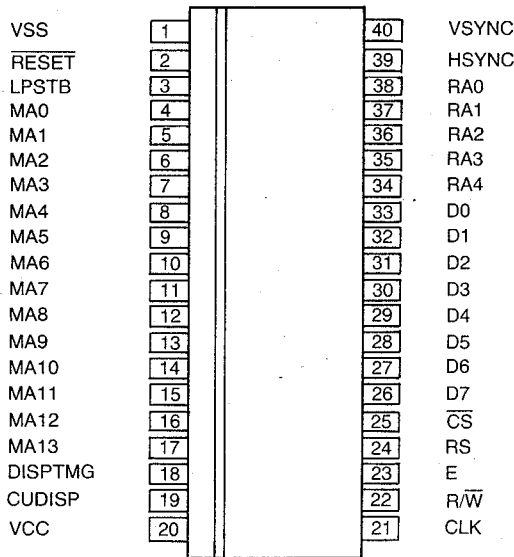 VSS 1 40 VSYNC
RESET 2 39 HSYNC
LPSTB 3 38 RA0
MA0 4 37 RA1
MA1 5 36 RA2
MA2 6 35 RA3
MA3 7 34 RA4
MA4 8 33 D0
MA5 9 32 D1
MA6 10 31 D2
MA7 11 30 D3
MA8 12 29 D4
MA9 13 28 D5
MA10 14 27 D6
MA11 15 26 D7
MA12 16 25 CS
MA13 17 24 RS
DISPTMG 18 23 E
CUDISP 19 22 R/W
VCC 20 21 CLK